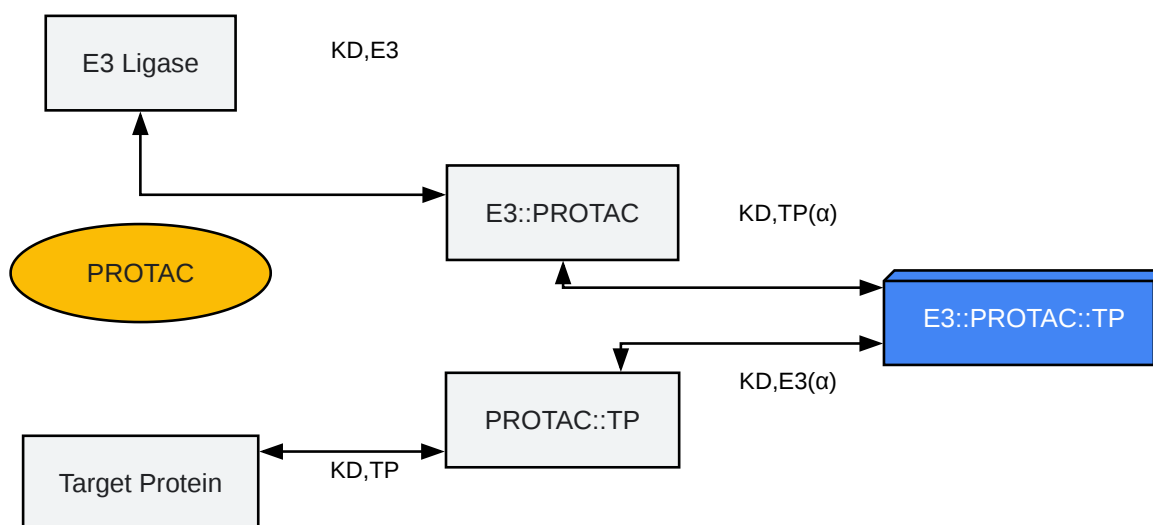 E3 Ligase
KD,E3
E3::PROTAC
KD,TP(α)
PROTAC
E3::PROTAC::TP
KD,E3(α)
PROTAC::TP
KD,TP
Target Protein